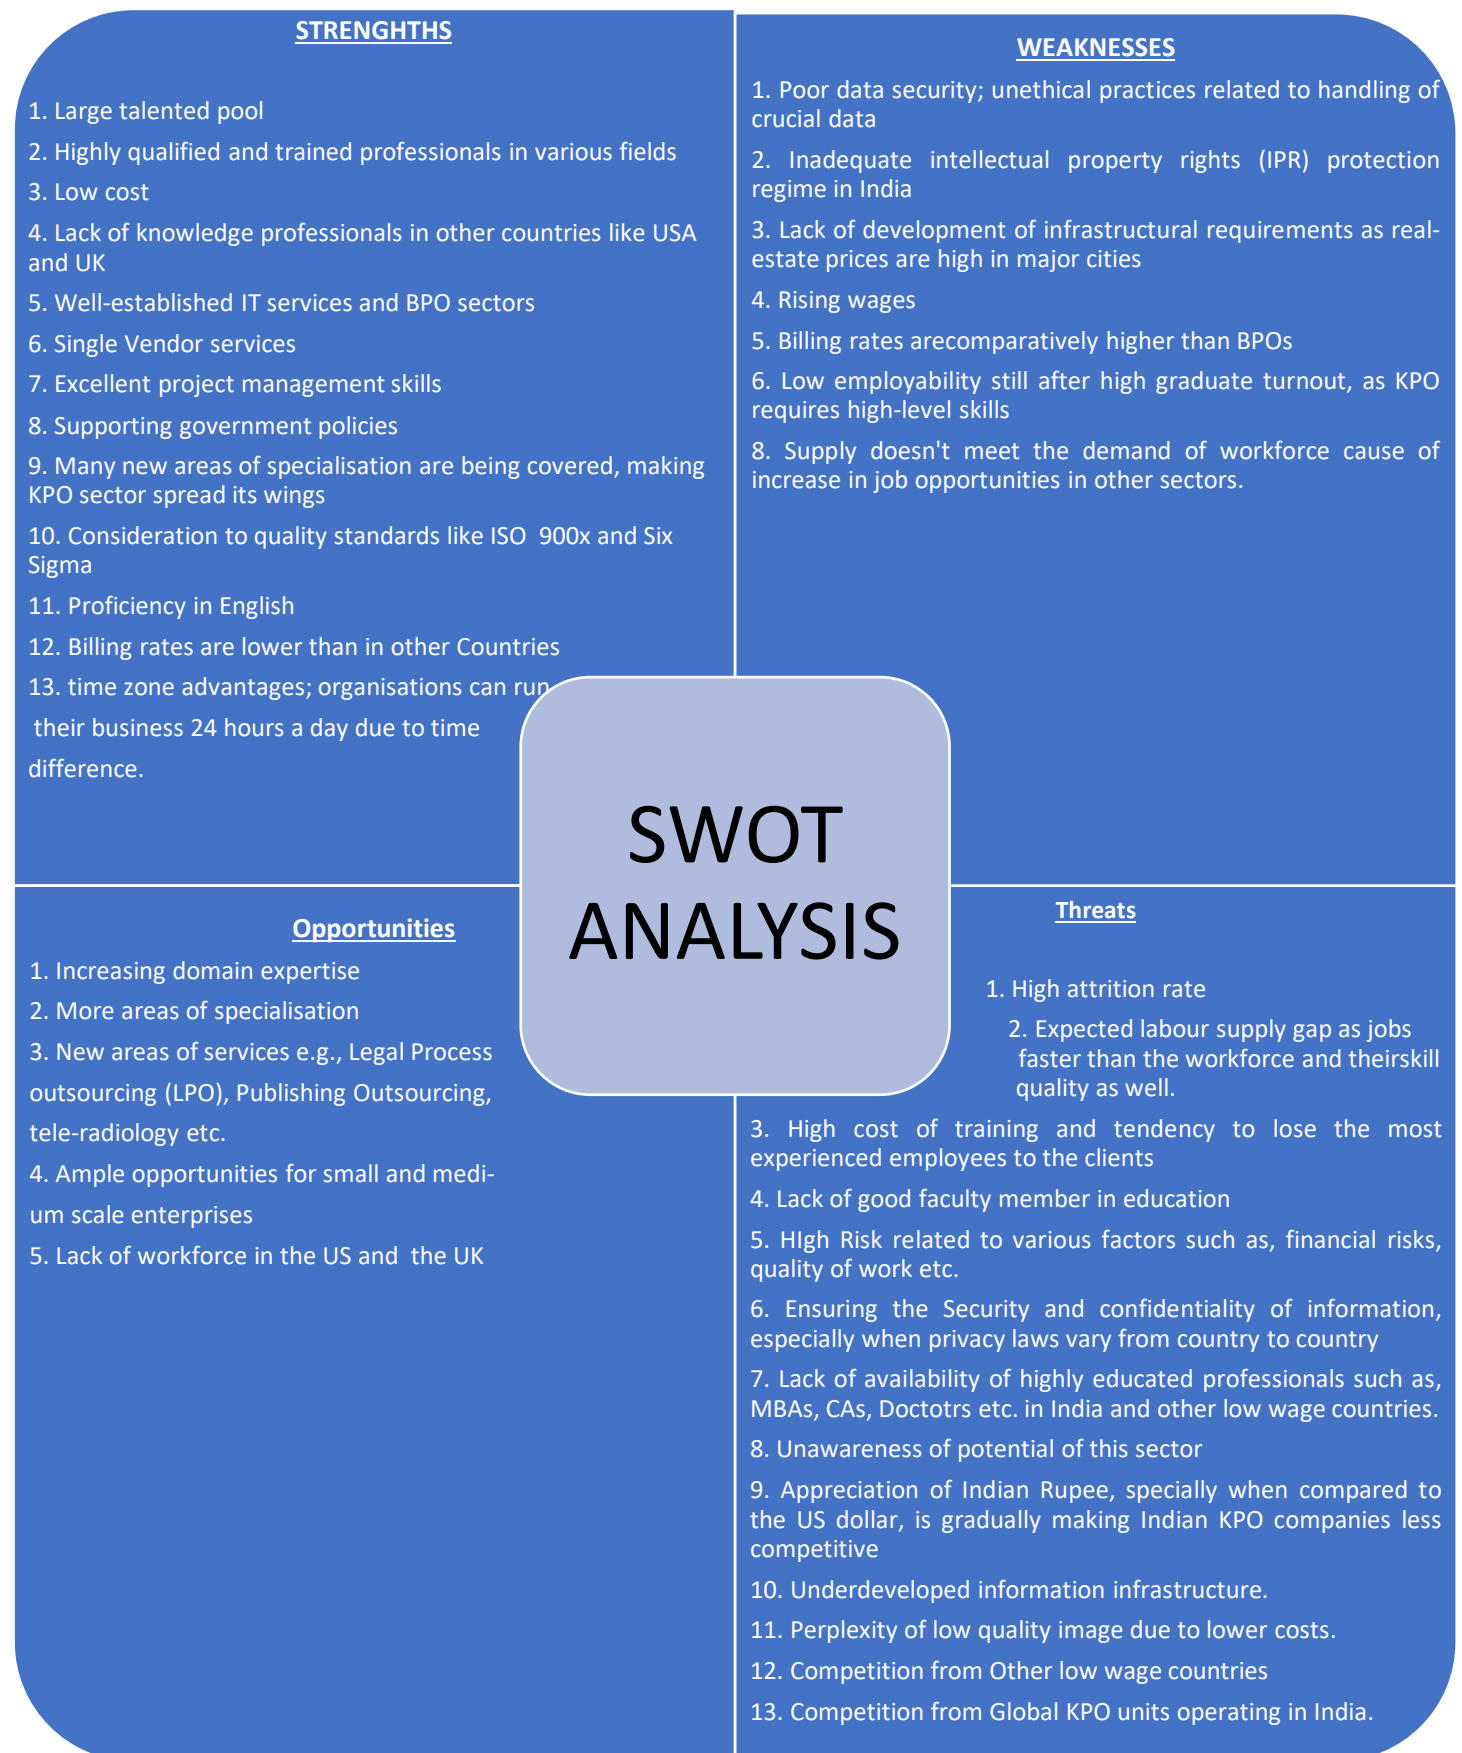 STRENGHTHS
1. Large talented pool
2. Highly qualified and trained professionals in various fields
3. Low cost
4. Lack of knowledge professionals in other countries like USA
and UK
5. Well-established IT services and BPO sectors
6. Single Vendor services
7. Excellent project management skills
8. Supporting government policies
9. Many new areas of specialisation are being covered, making
KPO sector spread its wings
10. Consideration to quality standards like ISO 900x and Six
Sigma
11. Proficiency in English
12. Billing rates are lower than in other Countries
13. time zone advantages; organisations can run
their business 24 hours a day due to time
difference.
WEAKNESSES
1. Poor data security; unethical practices related to handling of
crucial data
2. Inadequate intellectual property rights (IPR) protection
regime in India
3. Lack of development of infrastructural requirements as real-
estate prices are high in major cities
4. Rising wages
5. Billing rates arecomparatively higher than BPOs
6. Low employability still after high graduate turnout, as KPO
requires high-level skills
8. Supply doesn't meet the demand of workforce cause of
increase in job opportunities in other sectors.
SWOT
ANALYSIS
Opportunities
1. Increasing domain expertise
2. More areas of specialisation
3. New areas of services e.g., Legal Process
outsourcing (LPO), Publishing Outsourcing,
tele-radiology etc.
4. Ample opportunities for small and medi-
um scale enterprises
5. Lack of workforce in the US and the UK
Threats
1. High attrition rate
2. Expected labour supply gap as jobs
faster than the workforce and theirskill
quality as well.
3. High cost of training and tendency to lose the most
experienced employees to the clients
4. Lack of good faculty member in education
5. HIgh Risk related to various factors such as, financial risks,
quality of work etc.
6. Ensuring the Security and confidentiality of information,
especially when privacy laws vary from country to country
7. Lack of availability of highly educated professionals such as,
MBAs, CAs, Doctotrs etc. in India and other low wage countries.
8. Unawareness of potential of this sector
9. Appreciation of Indian Rupee, specially when compared to
the US dollar, is gradually making Indian KPO companies less
competitive
10. Underdeveloped information infrastructure.
11. Perplexity of low quality image due to lower costs.
12. Competition from Other low wage countries
13. Competition from Global KPO units operating in India.